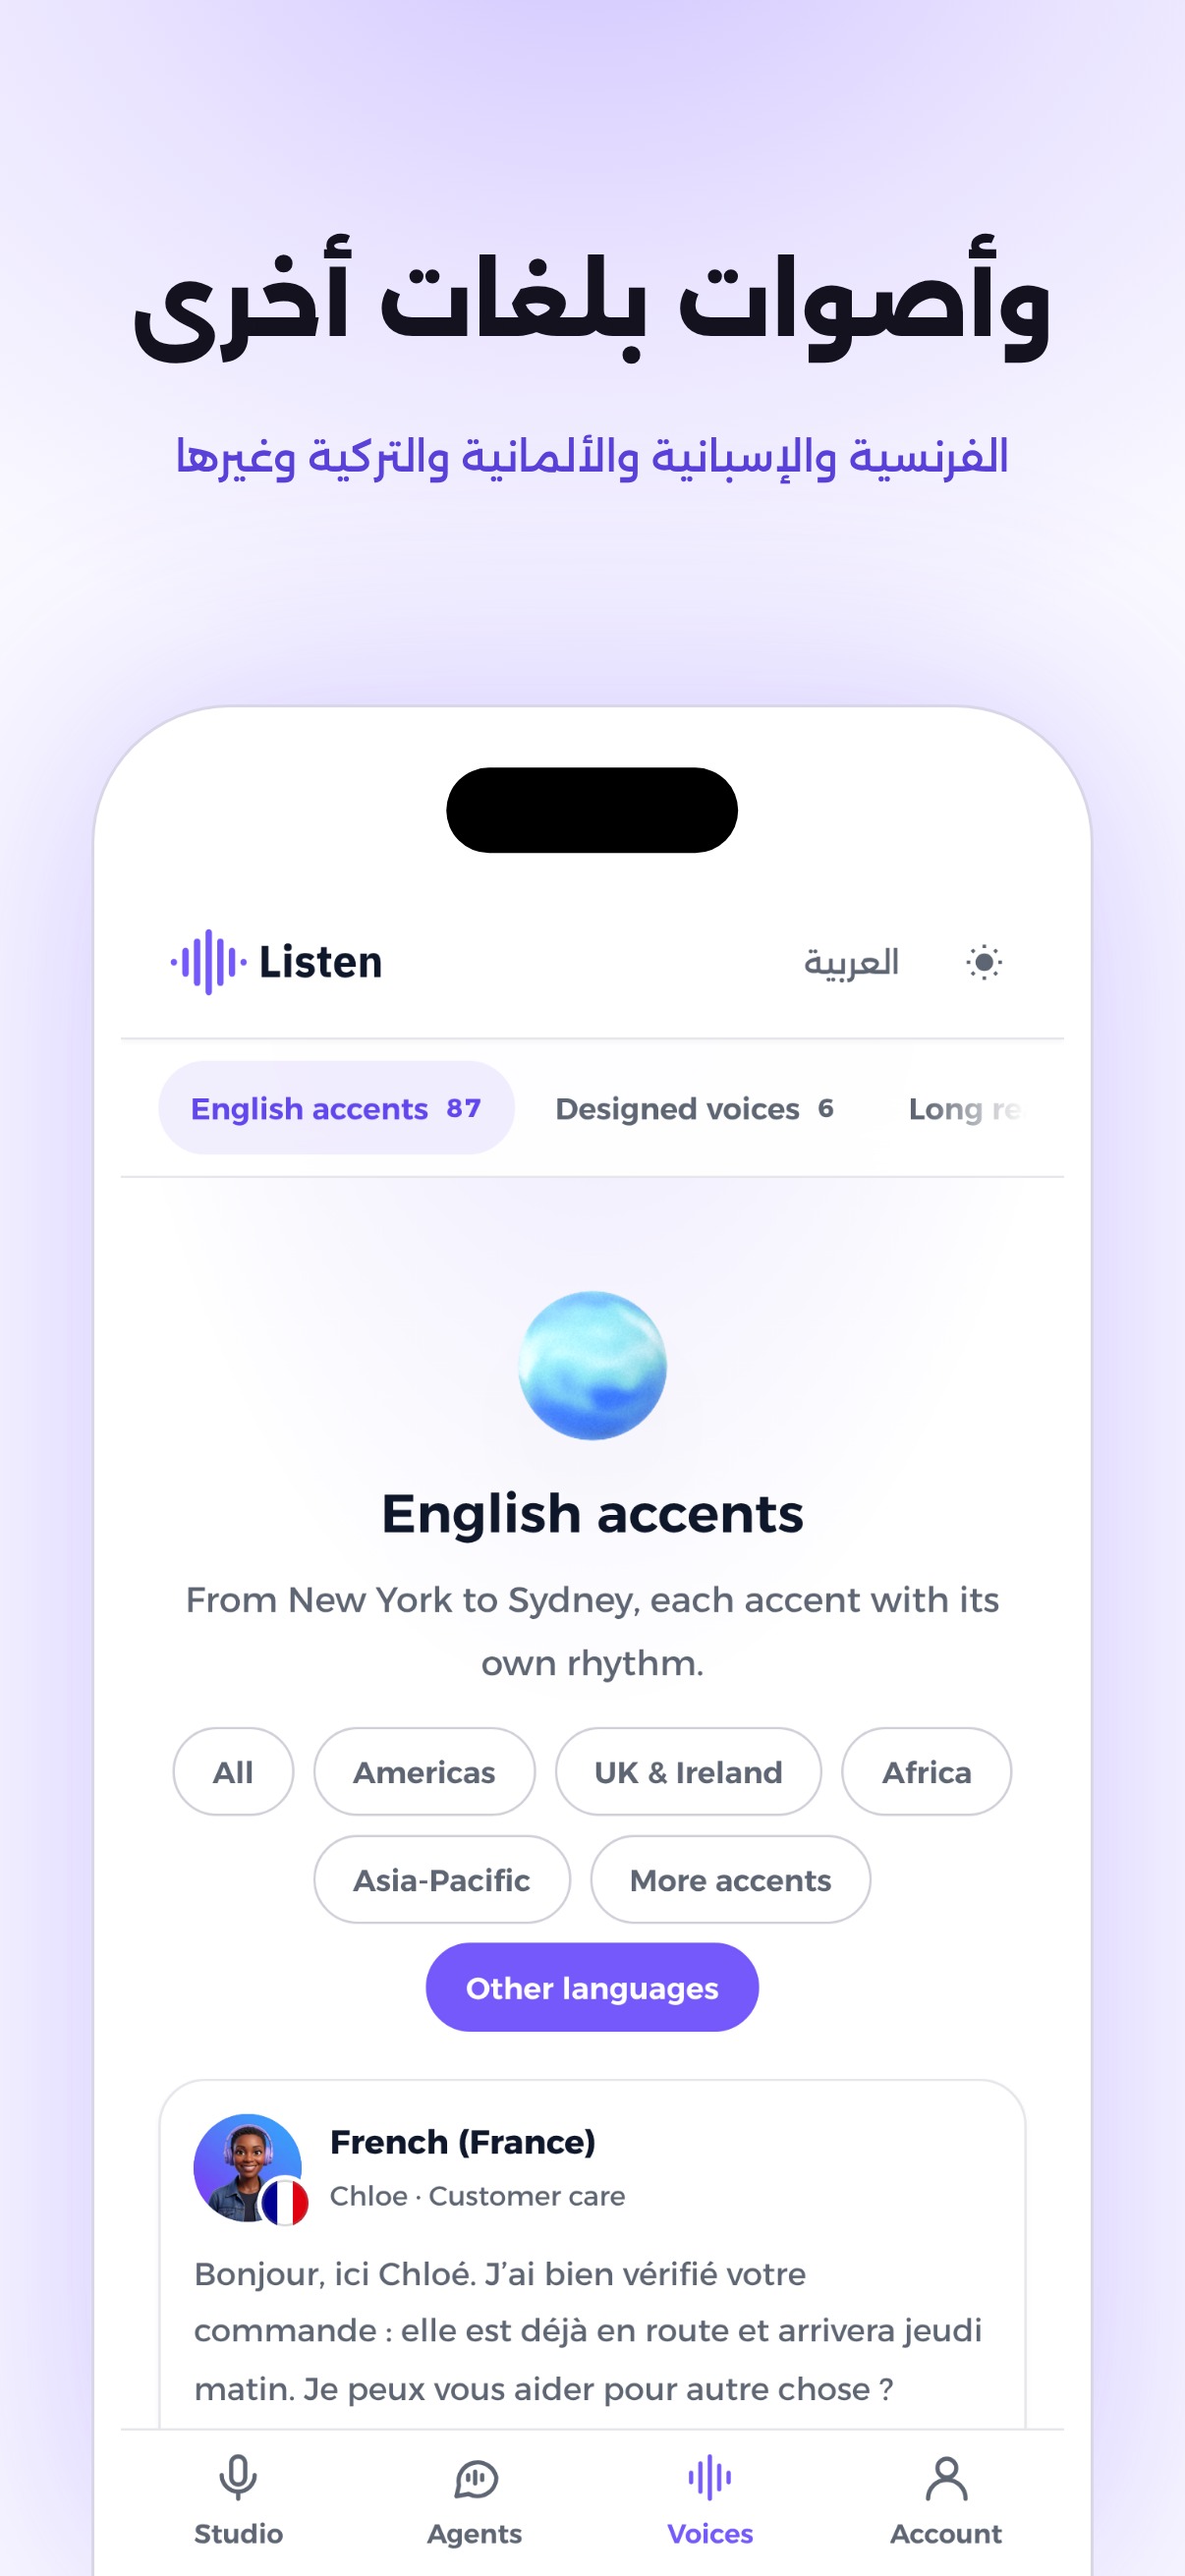 وأصوات بلغات أخرى
الفرنسية والإسبانية والألمانية والتركية وغيرها
Listen
العربية
English accents 87
Designed voices 6
Long
English accents
From New York to Sydney, each accent with its
own rhythm.
All
Americas
UK & Ireland
Africa
Asia-Pacific
More accents
Other languages
French (France)
Chloe · Customer care
Bonjour, ici Chloé. J’ai bien vérifié votre
commande : elle est déjà en route et arrivera jeudi
matin. Je peux vous aider pour autre chose ?
Studio
Agents
Voices
Account